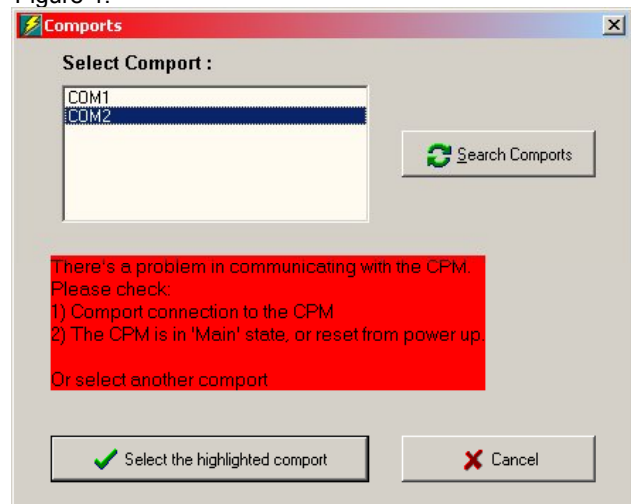 Figure 1.
Comports
Select Comport :
COM1
COM2
Search Comports
There's a problem in communicating with the CPM.
Please check:
1) Comport connection to the CPM
2) The CPM is in 'Main' state, or reset from power up.
Or select another comport
Select the highlighted comport
Cancel